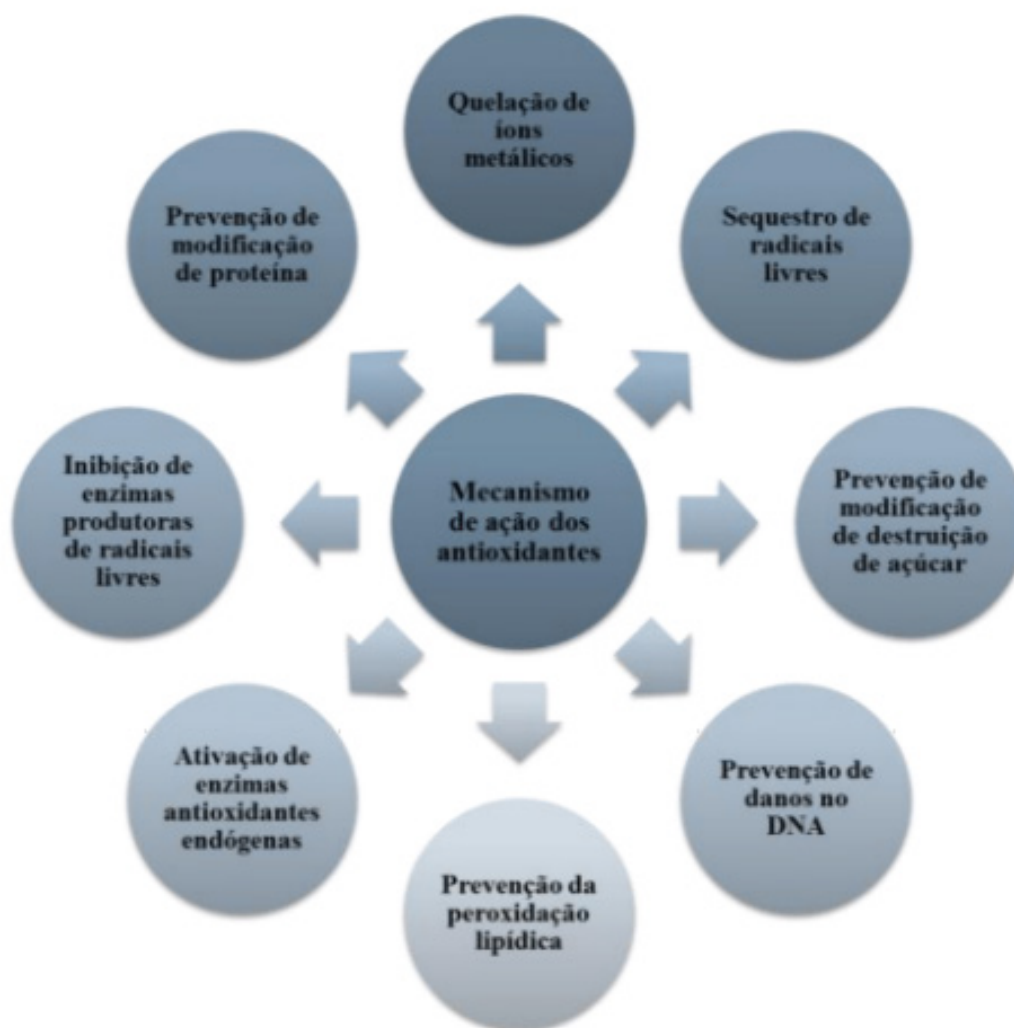 Quelação de
íons
metálicos
Sequestro de
radicais
livres
Prevenção de
modificação
de destruição
de açúcar
Prevenção de
danos no
DNA
Prevenção da
peroxidação
lipídica
Ativação de
enzimas
antioxidantes
endógenas
Inibição de
enzimas
produtoras
de radicais
livres
Prevenção de
modificação
de proteína
Mecanismo
de ação dos
antioxidantes